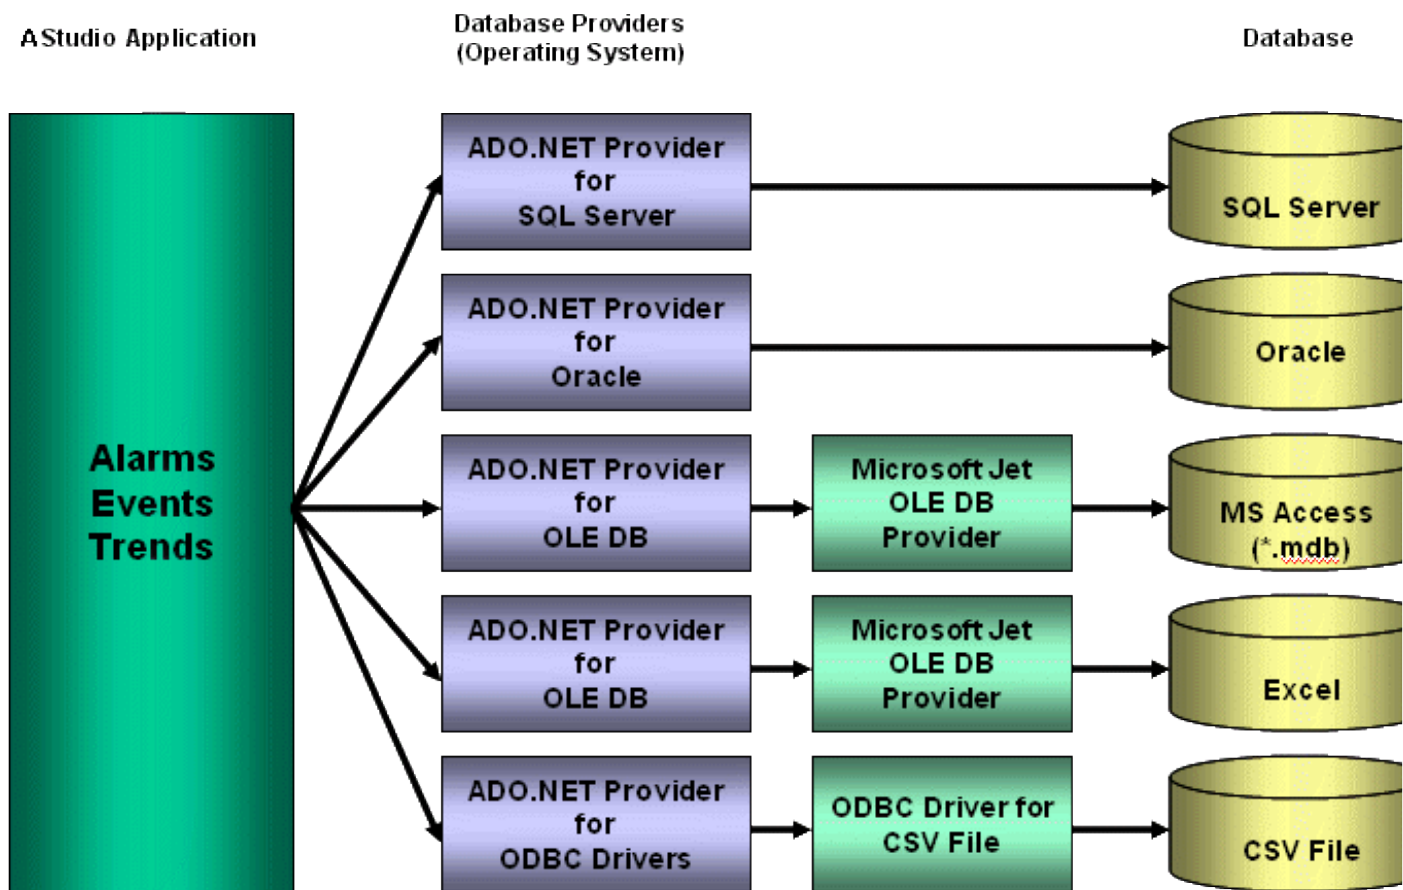 AStudio Application
Database Providers
(Operating System)
Database
Alarms
Events
Trends
ADO.NET Provider
for
SQL Server
SQL Server
ADO.NET Provider
for
Oracle
Oracle
ADO.NET Provider
for
OLE DB
Microsoft Jet
OLE DB
Provider
MS Access
(*.mdb)
ADO.NET Provider
for
OLE DB
Microsoft Jet
OLE DB
Provider
Excel
ADO.NET Provider
for
ODBC Drivers
ODBC Driver for
CSV File
CSV File